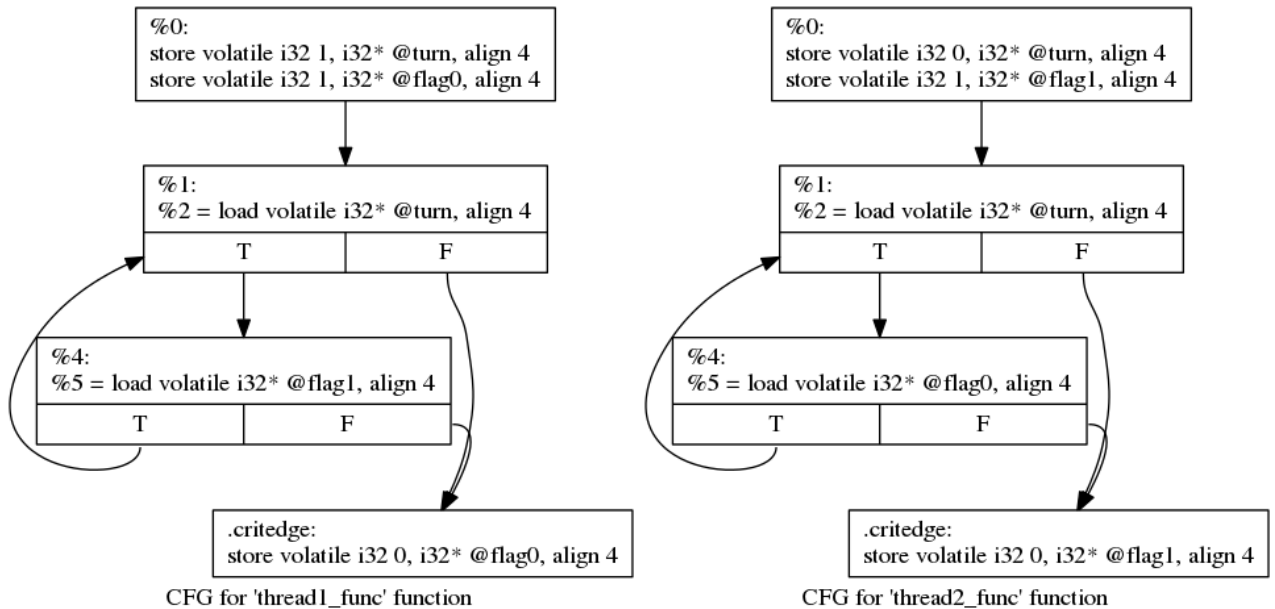 %0:
store volatile i32 1, i32* @turn, align 4
store volatile i32 1, i32* @flag0, align 4
%1:
%2 = load volatile i32* @turn, align 4
T
F
%4:
%5 = load volatile i32* @flag1, align 4
T
F
.critedge:
store volatile i32 0, i32* @flag0, align 4
CFG for 'thread1_func' function
%0:
store volatile i32 0, i32* @turn, align 4
store volatile i32 1, i32* @flag1, align 4
%1:
%2 = load volatile i32* @turn, align 4
T
F
%4:
%5 = load volatile i32* @flag0, align 4
T
F
.critedge:
store volatile i32 0, i32* @flag1, align 4
CFG for 'thread2_func' function